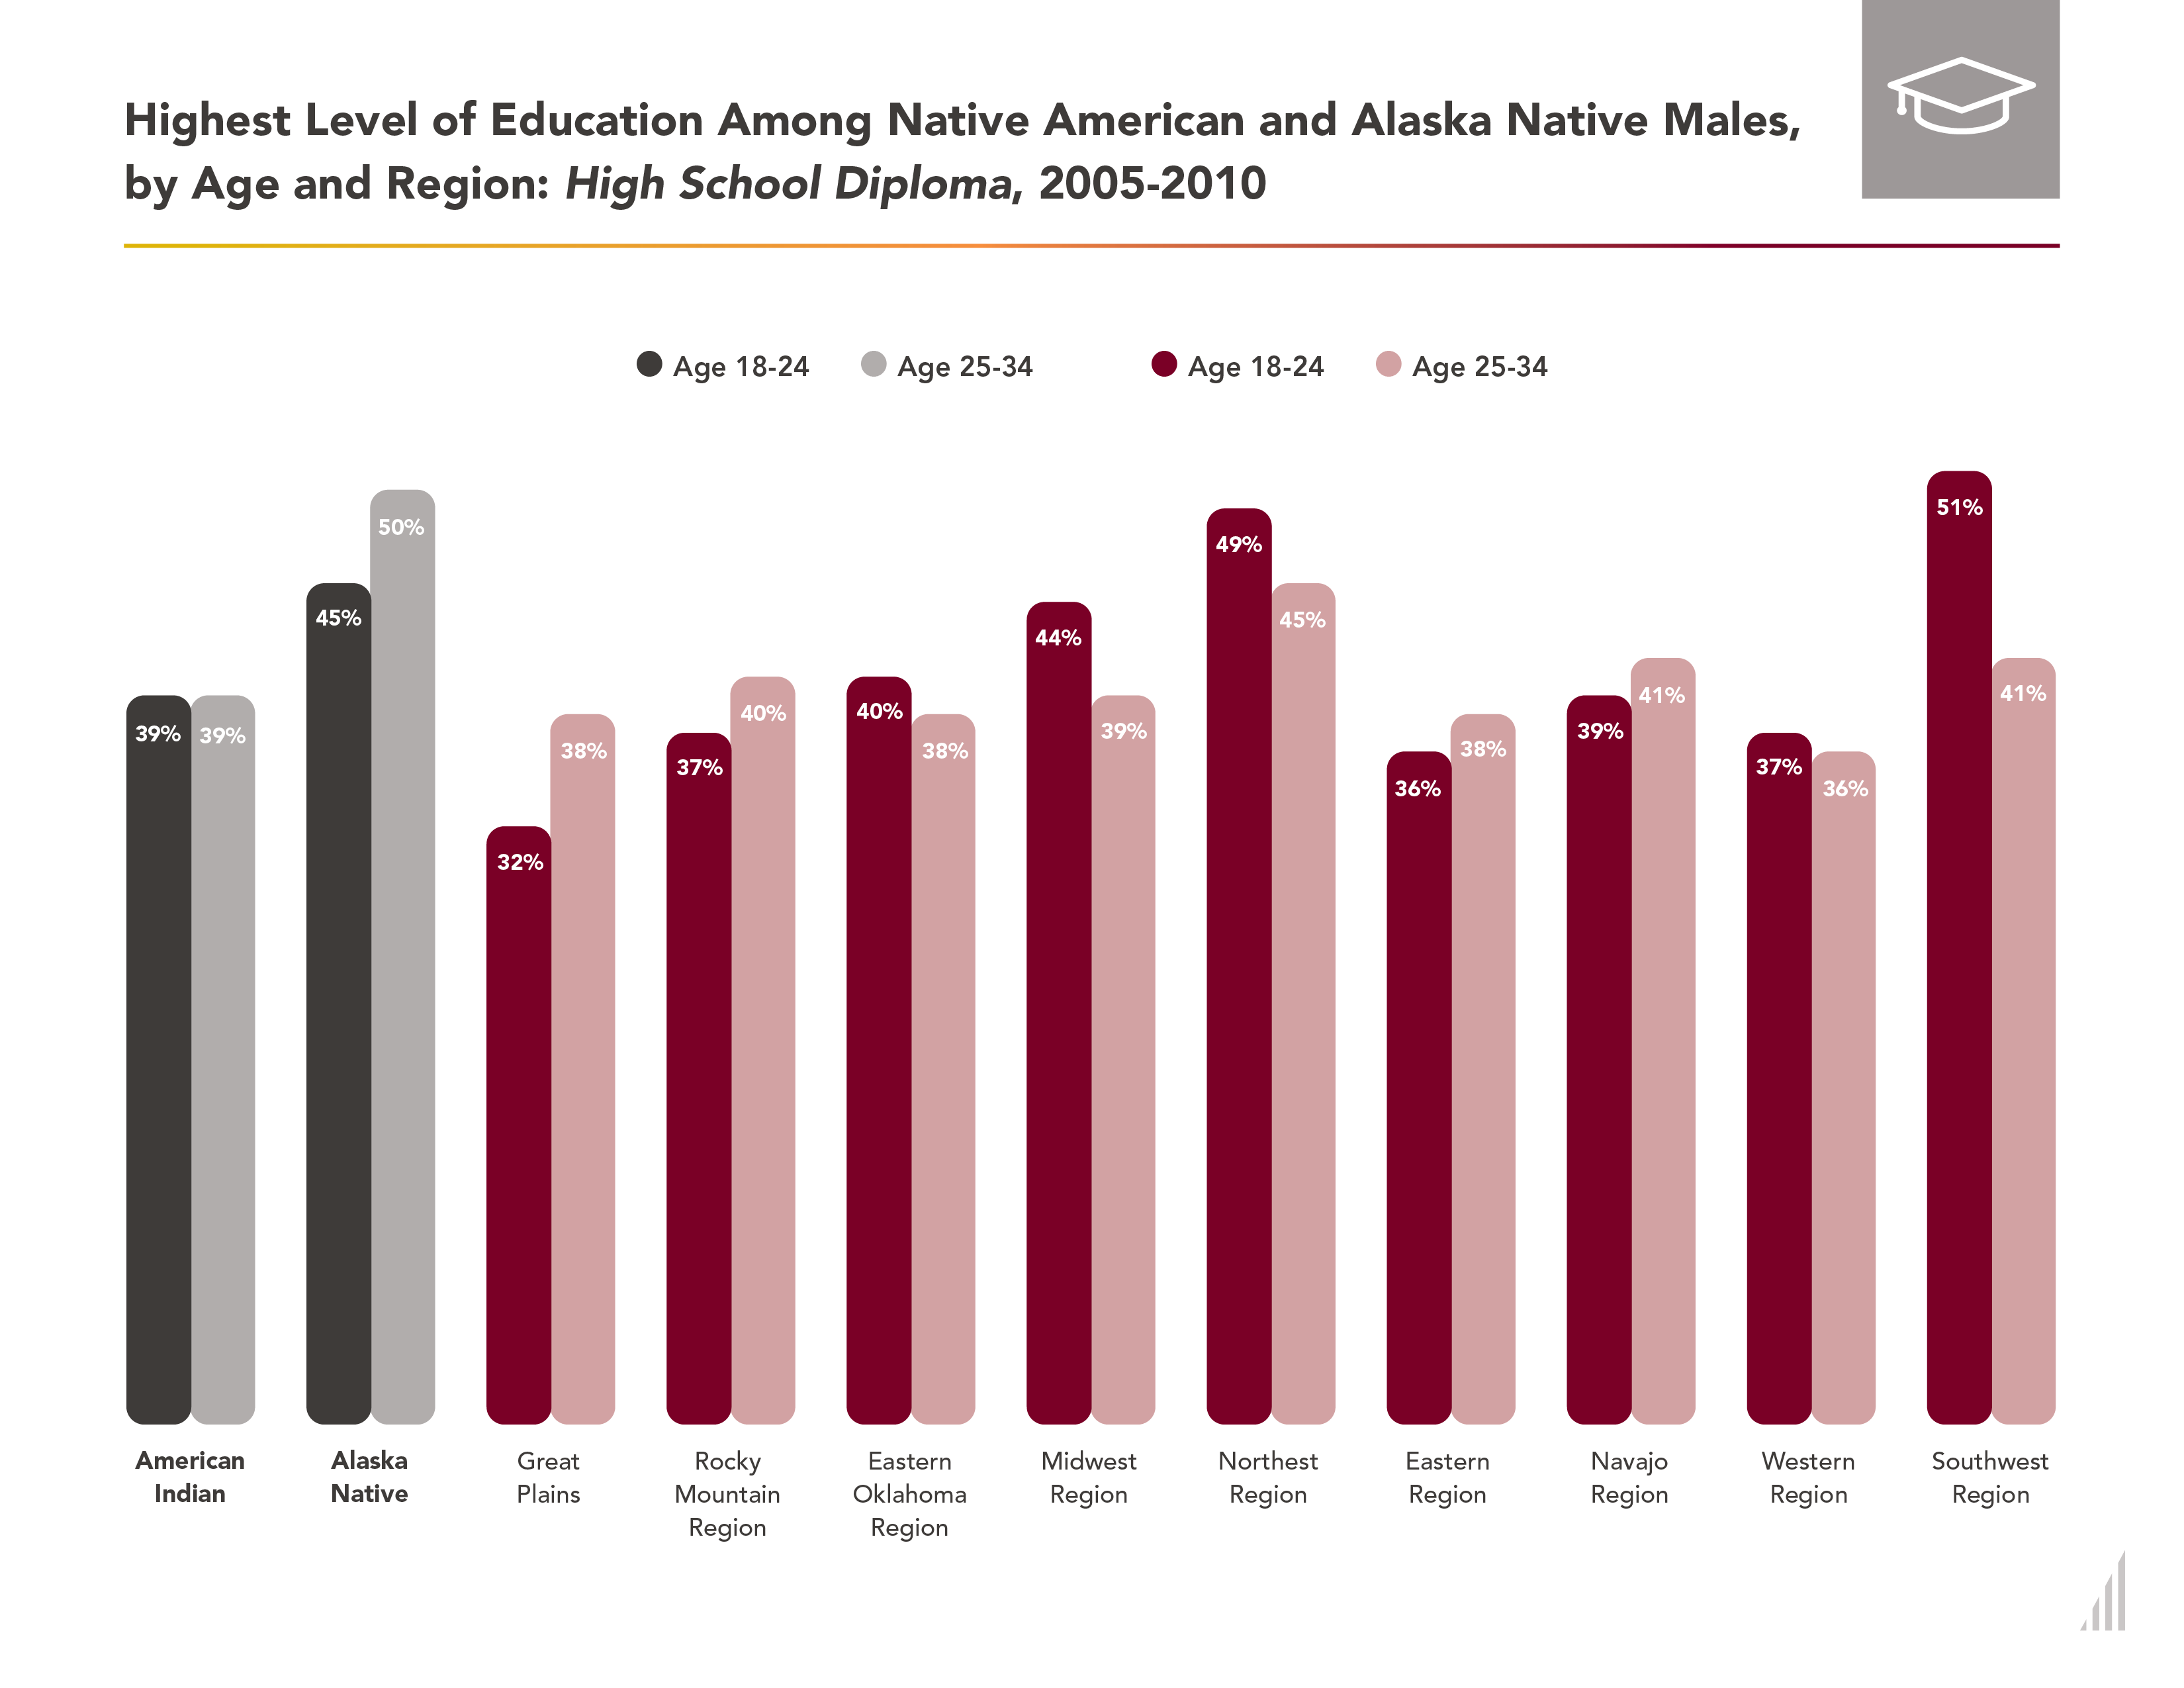 Highest Level of Education Among Native American and Alaska Native Males,
by Age and Region: High School Diploma, 2005-2010
Age 18-24 Age 25-34 Age 18-24 Age 25-34
39% 39%
45% 50%
32% 38%
37% 40%
40% 38%
44% 39%
49% 45%
36% 38%
39% 41%
37% 36%
51% 41%
American
Indian
Alaska
Native
Great
Plains
Rocky
Mountain
Region
Eastern
Oklahoma
Region
Midwest
Region
Northest
Region
Eastern
Region
Navajo
Region
Western
Region
Southwest
Region